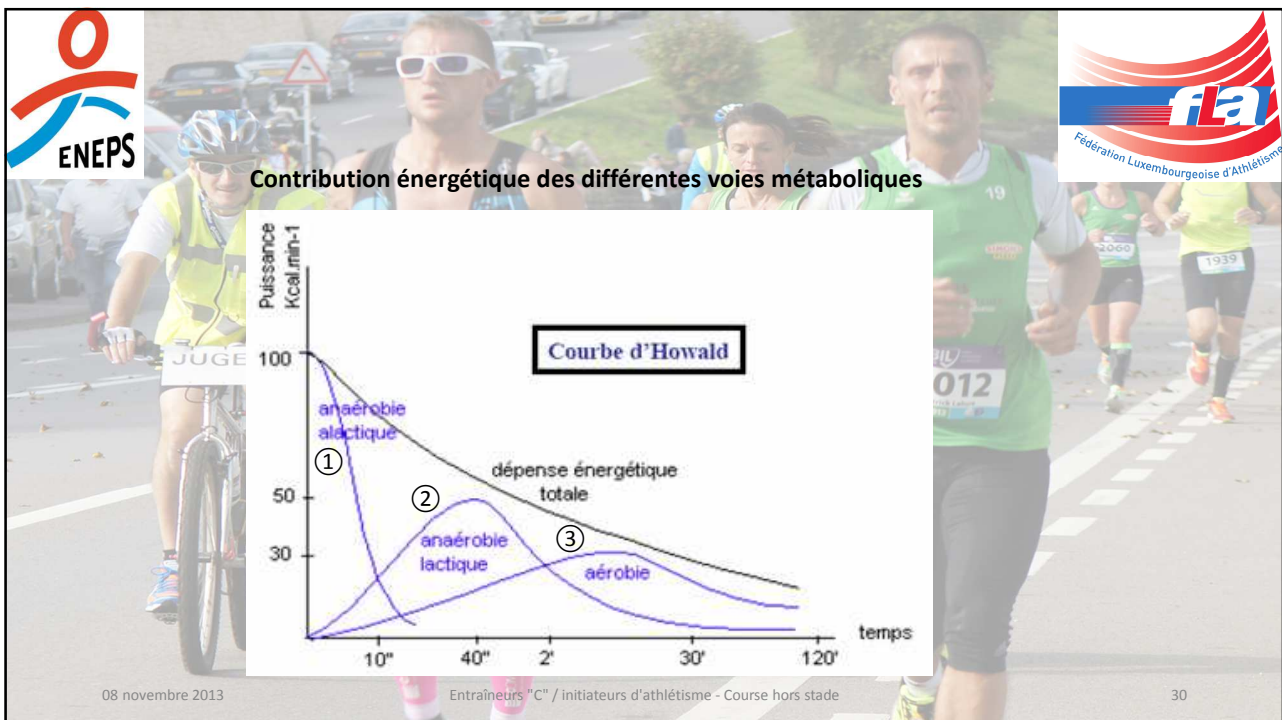 ENEPS
fla
Fédération Luxembourgeoise d'Athlétisme
Contribution énergétique des différentes voies métaboliques
Puissance
Kcal.min-1
Courbe d'Howald
100
50
30
anaérobie
alactique
①
②
anaérobie
lactique
dépense énergétique
totale
③
aérobie
temps
10"
40"
2'
30'
120'
JUGE
19
2060
1939
012
08 novembre 2013
Entraîneurs "C" / initiateurs d'athlétisme - Course hors stade
30